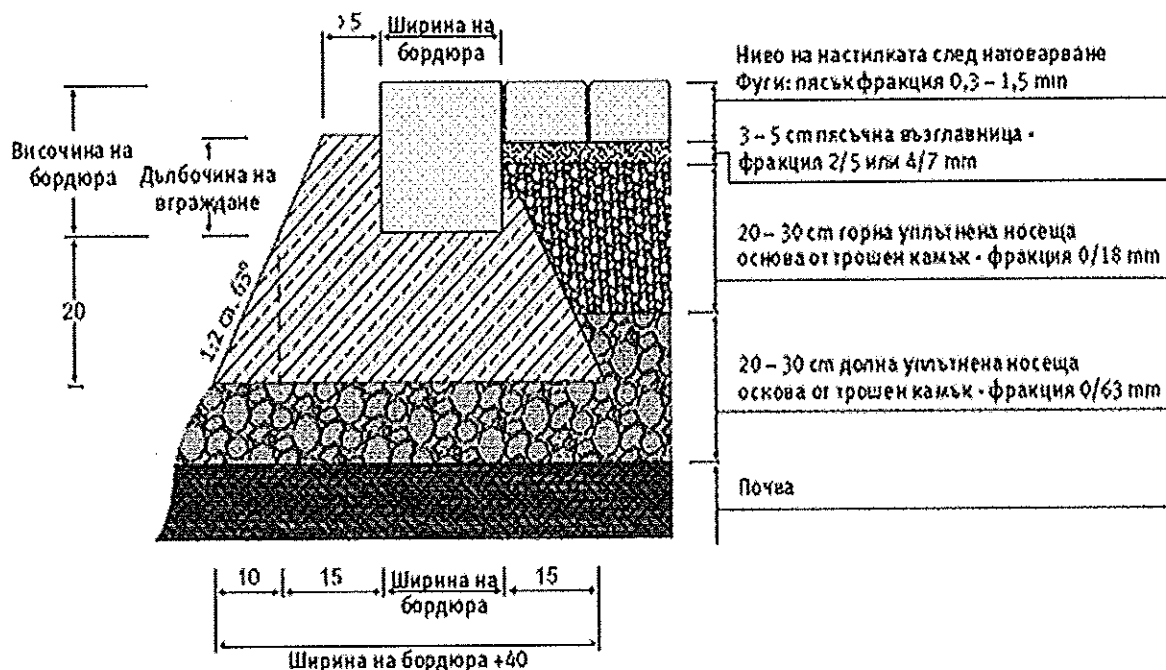 >5
Ширина на
бордюра
Ниво на настилката след натоварване
Фуги: пясък фракция 0,3 – 1,5 mm
Височина на
бордюра
Дълбочина на
вграждане
3 – 5 cm пясъчна възглавница -
фракция 2/5 или 4/7 mm
20 – 30 cm горна уплътнена носеща
основа от трошен камък - фракция 0/18 mm
20
1:2 ca. 63°
20 – 30 cm долна уплътнена носеща
основа от трошен камък - фракция 0/63 mm
Почва
10
15
Ширина на
бордюра
15
Ширина на бордюра +40